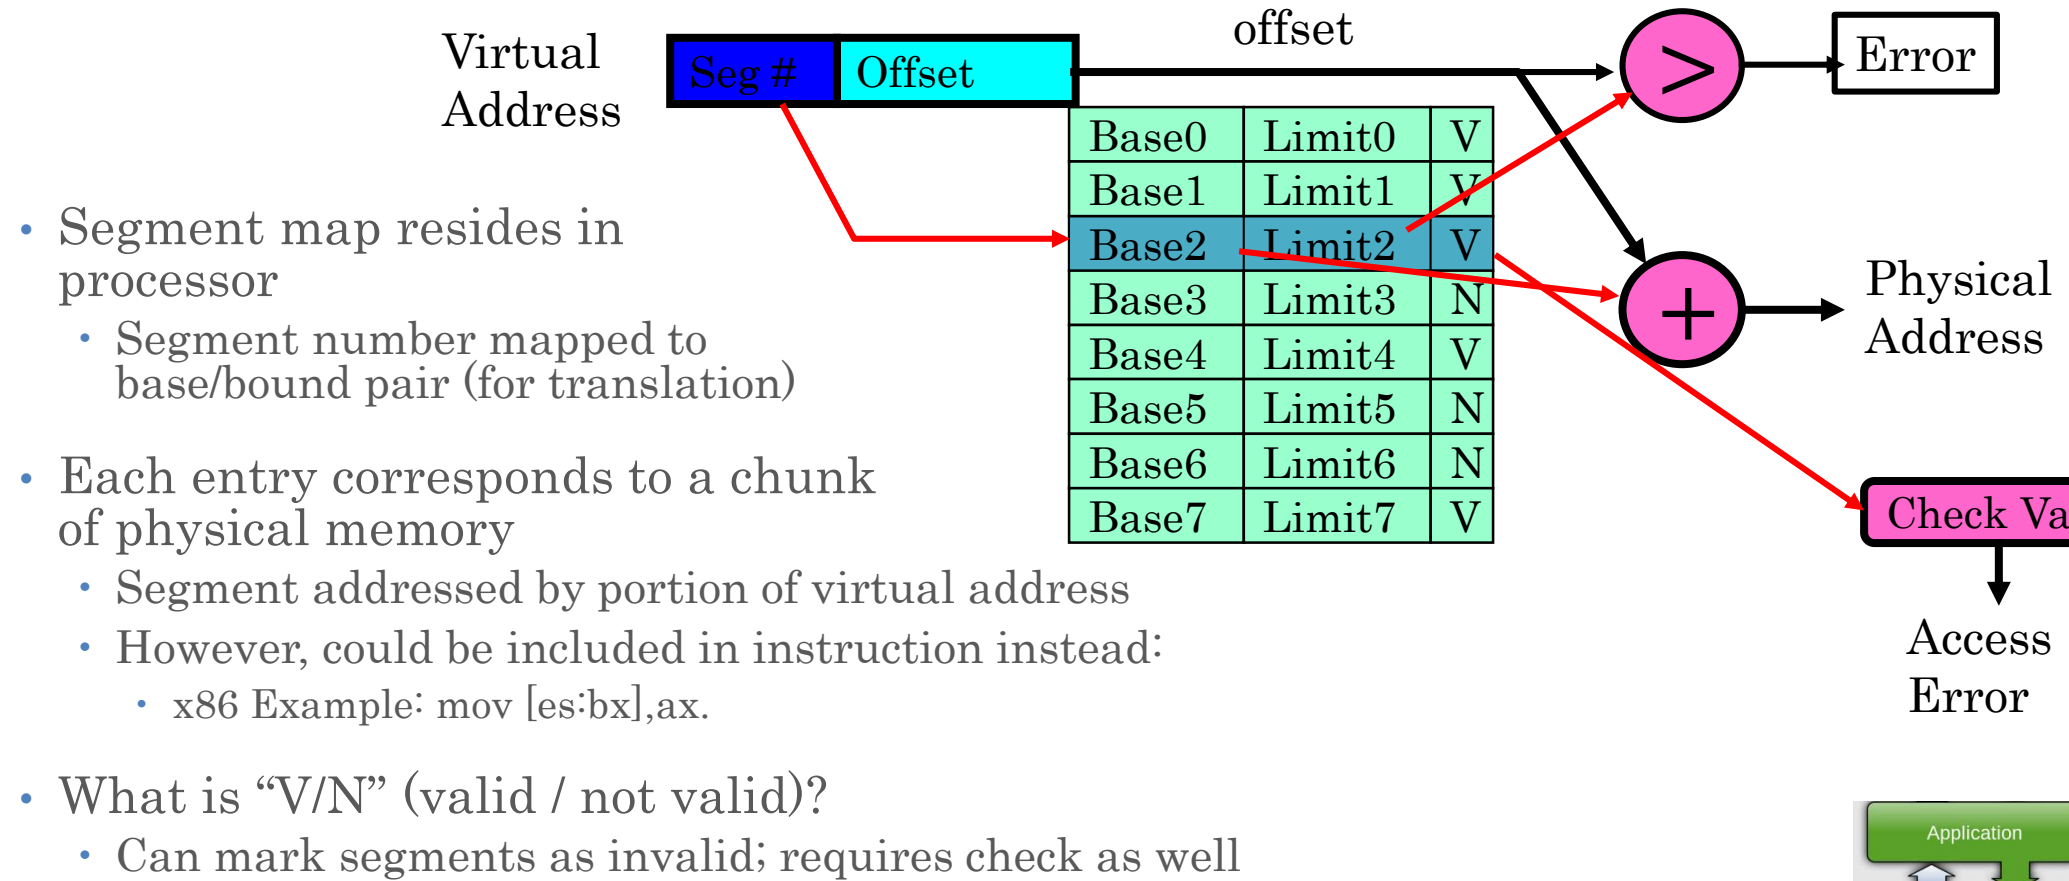 Virtual
Address
Seg #
Offset
offset
>
Error
Base0 Limit0 V
Base1 Limit1 V
Base2 Limit2 V
Base3 Limit3 N
Base4 Limit4 V
Base5 Limit5 N
Base6 Limit6 N
Base7 Limit7 V
+
Physical
Address
Check Va
Access
Error
• Segment map resides in
processor
• Segment number mapped to
base/bound pair (for translation)
• Each entry corresponds to a chunk
of physical memory
• Segment addressed by portion of virtual address
• However, could be included in instruction instead:
• x86 Example: mov [es:bx],ax.
• What is “V/N” (valid / not valid)?
• Can mark segments as invalid; requires check as well
Application